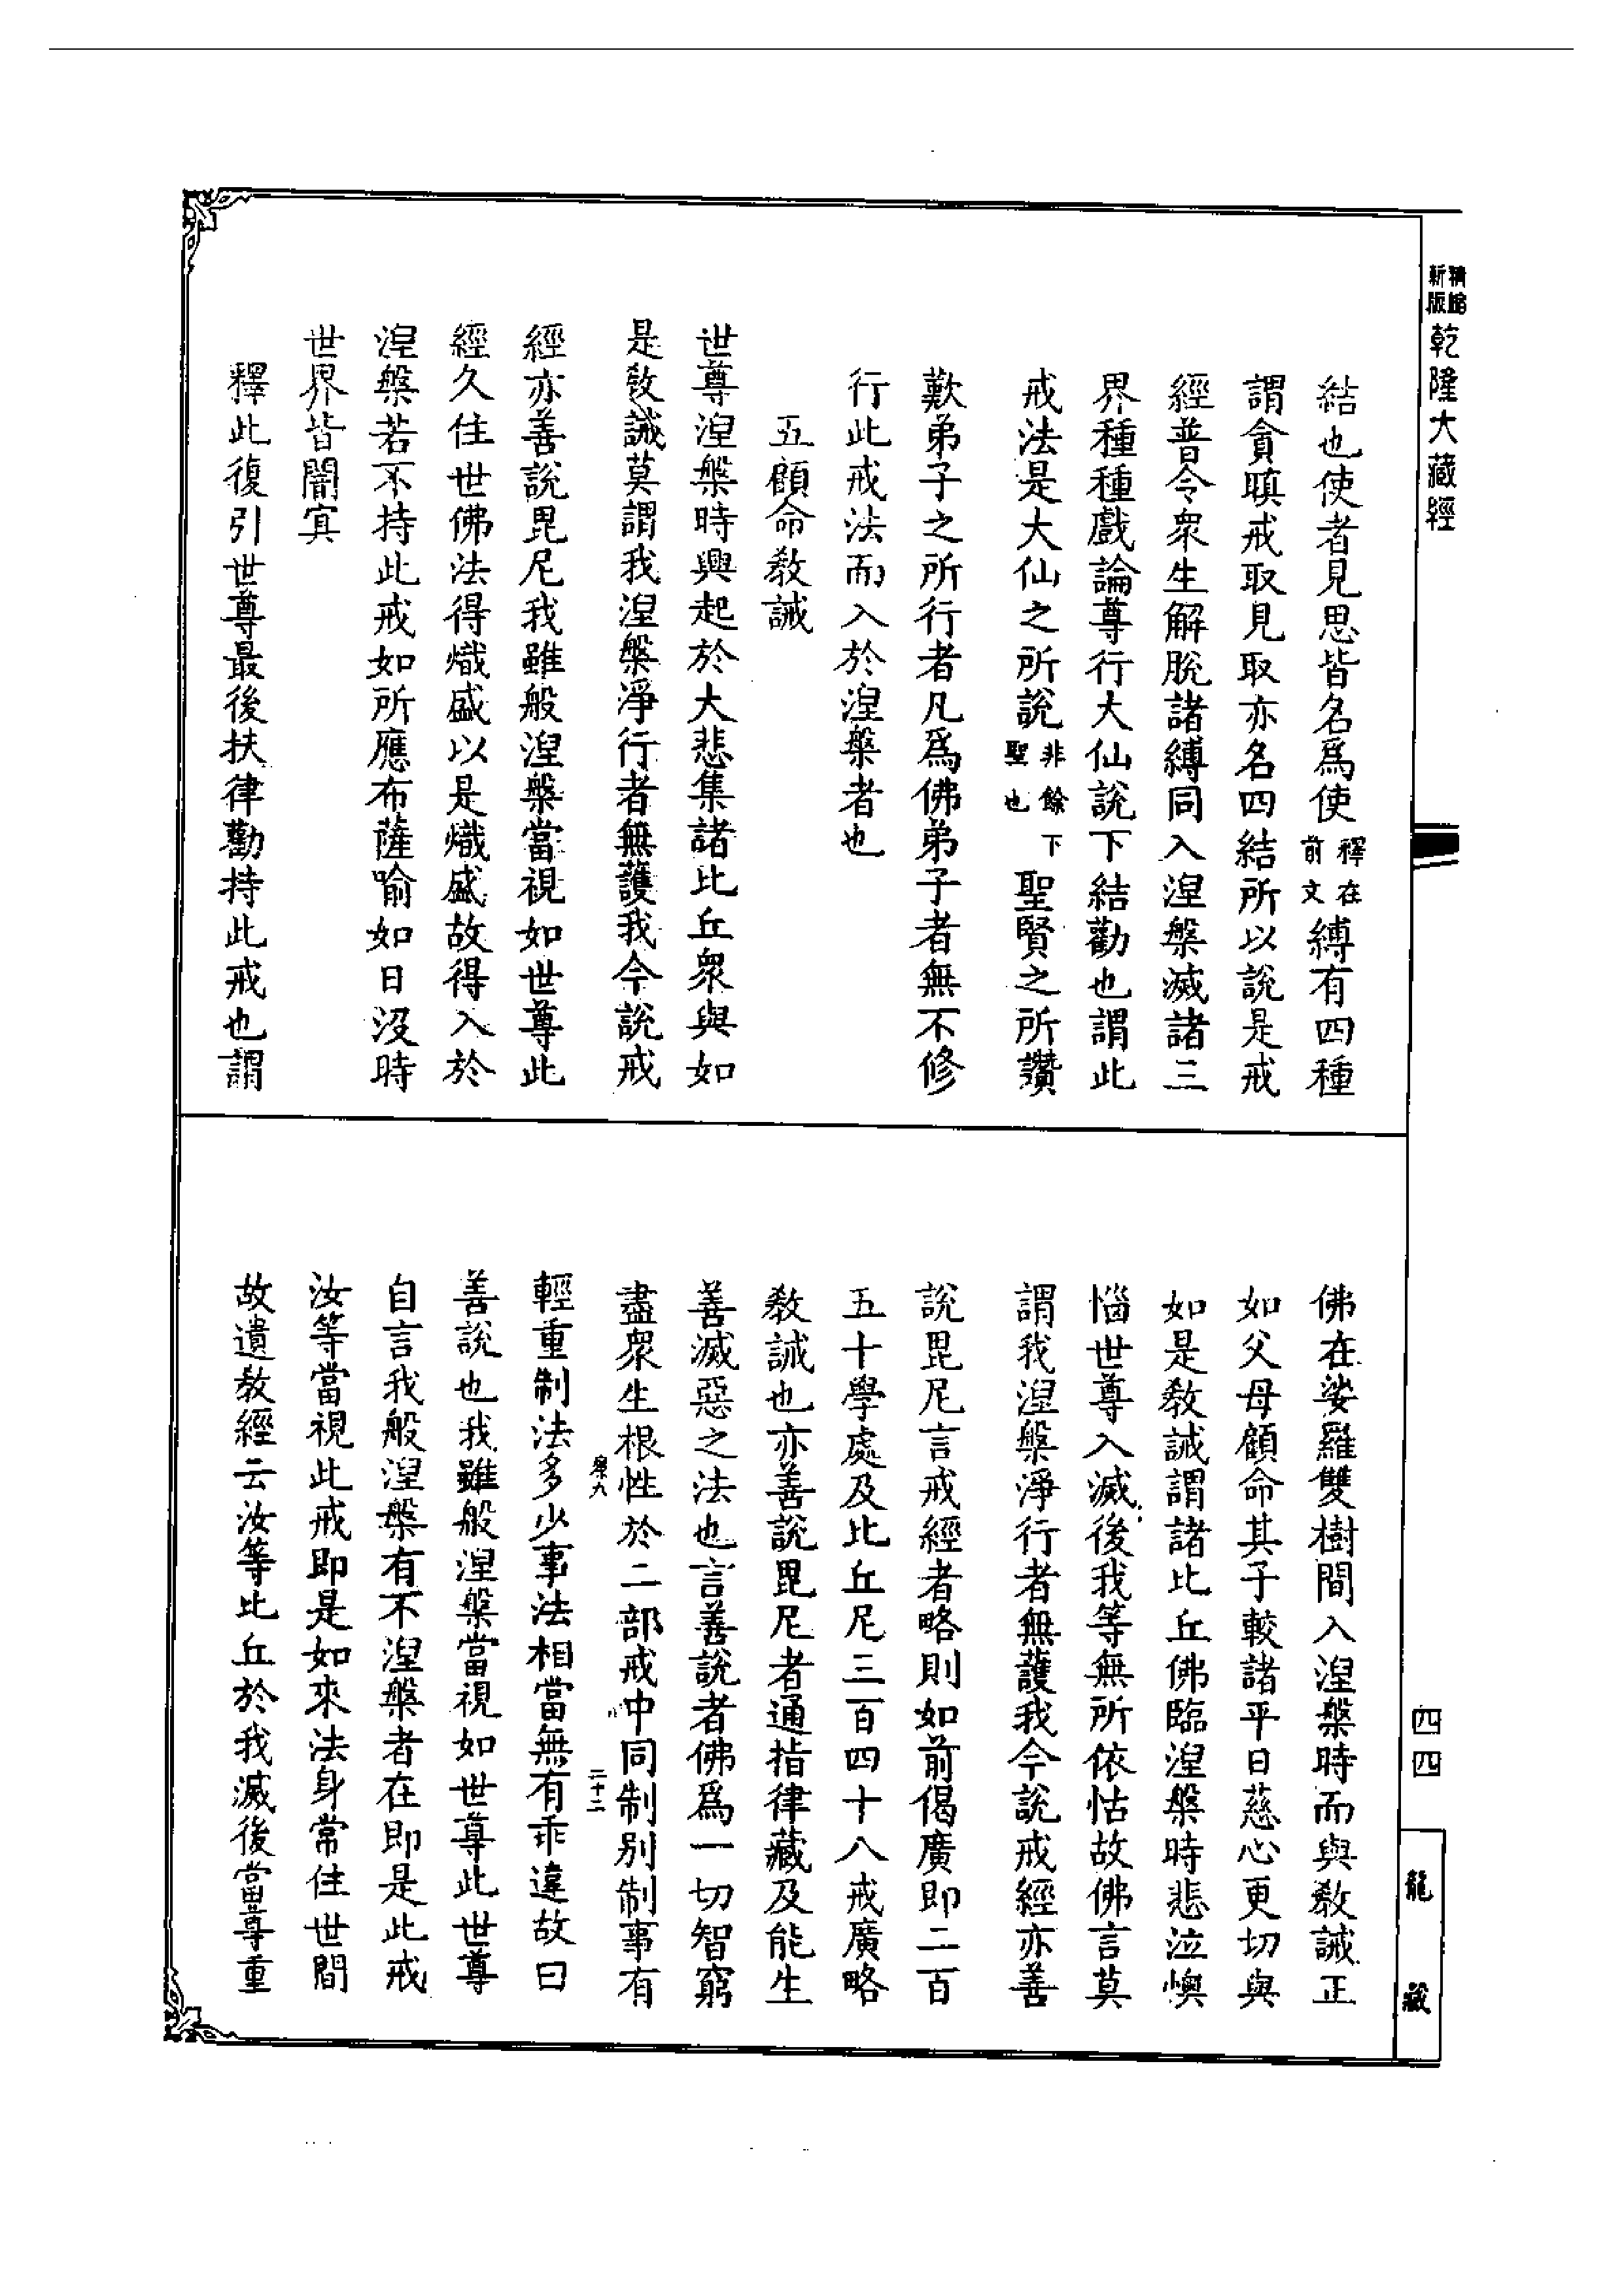 精縮新版乾隆大藏經
結也使者見思皆名爲使釋在前文縛有四種
謂貪瞋戒取見取亦名四結所以說是戒
經普令衆生解脫諸縛同入涅槃滅諸三
界種種戲論尊行大仙說下結勸也謂此
戒法是大仙之所說非餘下聖也聖賢之所讚
歎弟子之所行者凡爲佛弟子者無不修
行此戒法而入於涅槃者也
五顧命教誡
世尊涅槃時興起於大悲集諸比丘衆與如
是教誡莫謂我涅槃淨行者無護我今說戒
經亦善說毘尼我雖般涅槃當視如世尊此
經久住世佛法得熾盛以是熾盛故得入於
涅槃若不持此戒如所應布薩喻如日沒時
世界皆闇冥
釋此復引世尊最後扶律勸持此戒也謂
佛在娑羅雙樹間入涅槃時而與教誡正
如父母顧命其子較諸平日慈心更切與
如是教誡謂諸比丘佛臨涅槃時悲泣懊
惱世尊入滅後我等無所依怙故佛言莫
謂我涅槃淨行者無護我今說戒經亦善
說毘尼言戒經者略則如前偈廣即二百
五十學處及比丘尼三百四十八戒廣略
教誡也亦善說毘尼者通指律藏及能生
善滅惡之法也言善說者佛爲一切智窮
盡衆生根性於二部戒中同制別制事有
二十二
輕重制法多少事法相當無有乖違故曰
善說也我雖般涅槃當視如世尊此世尊
自言我般涅槃有不涅槃者在即是此戒
汝等當視此戒即是如來法身常住世間
故遺教經云汝等比丘於我滅後當尊重
四四
龍藏